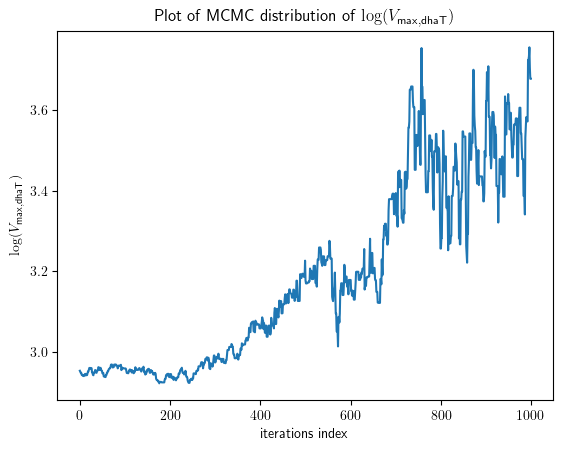 Plot of MCMC distribution of log(V_max,dhaT)
log(V_max,dhaT)
3.6
3.4
3.2
3.0
0 200 400 600 800 1000
iterations index